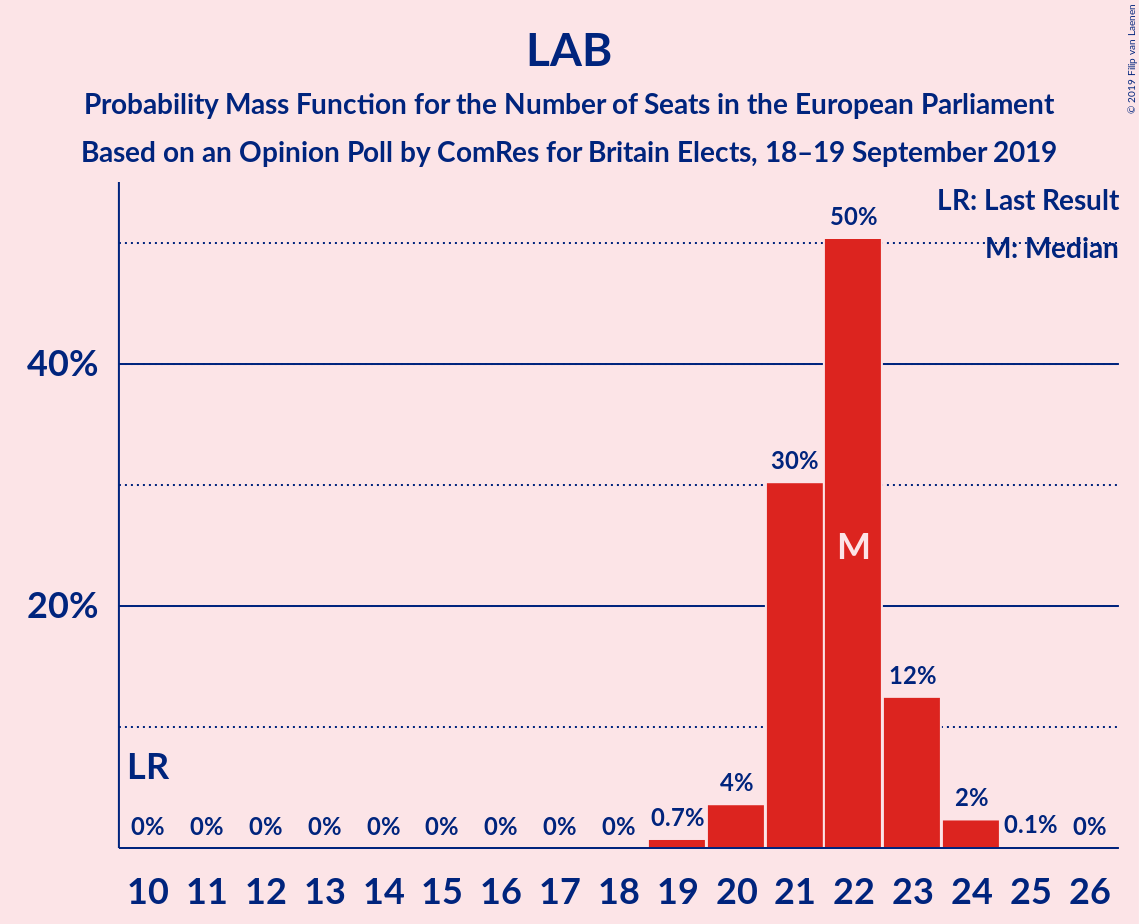 LAB
Probability Mass Function for the Number of Seats in the European Parliament
Based on an Opinion Poll by ComRes for Britain Elects, 18–19 September 2019
© 2019 Filip van Laenen
LR: Last Result
M: Median
50%
40%
30%
M
20%
12%
LR
0% 0% 0% 0% 0% 0% 0% 0% 0% 0.7% 4% 2% 0.1% 0%
10 11 12 13 14 15 16 17 18 19 20 21 22 23 24 25 26